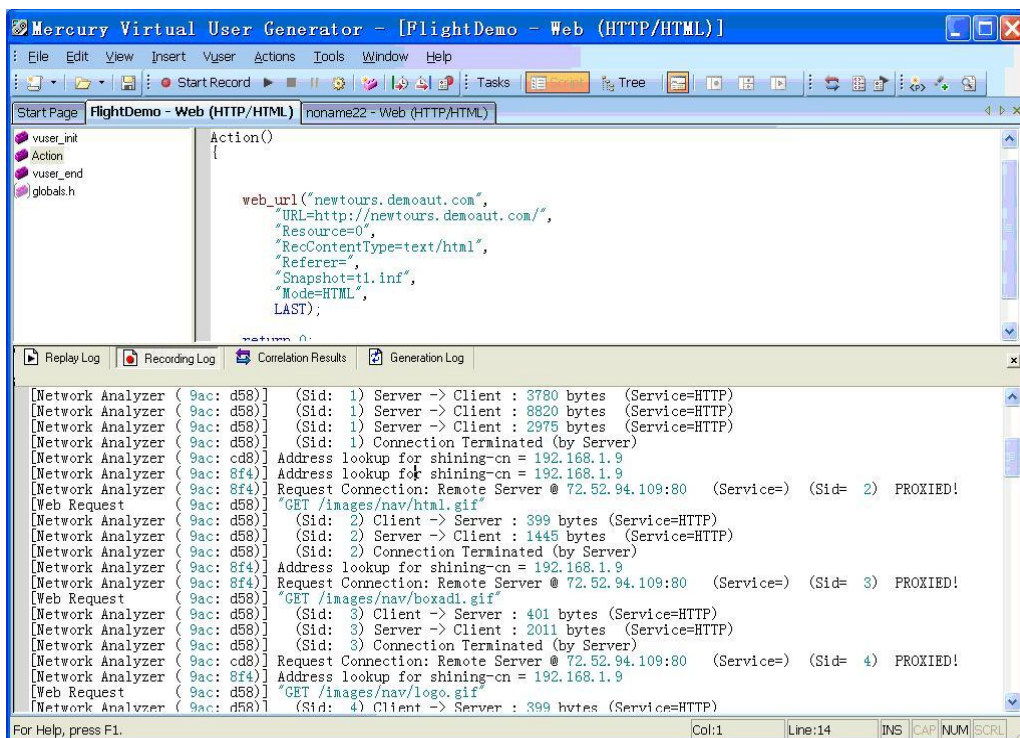 Mercury Virtual User Generator - [FlightDemo - Web (HTTP/HTML)]
File Edit View Insert Vuser Actions Tools Window Help
Start Record Tasks Script Tree
Start Page FlightDemo - Web (HTTP/HTML) noname22 - Web (HTTP/HTML)
vuser_init
Action
vuser_end
globals.h
Action()
{
web_url("newtours.demoaut.com",
"URL=http://newtours.demoaut.com/",
"Resource=0",
"RecContentType=text/html",
"Referer=",
"Snapshot=t1.inf",
"Mode=HTML",
LAST);
return 0;
Replay Log Recording Log Correlation Results Generation Log
[Network Analyzer ( 9ac: d58)] (Sid: 1) Server -> Client : 3780 bytes (Service=HTTP)
[Network Analyzer ( 9ac: d58)] (Sid: 1) Server -> Client : 8820 bytes (Service=HTTP)
[Network Analyzer ( 9ac: d58)] (Sid: 1) Server -> Client : 2975 bytes (Service=HTTP)
[Network Analyzer ( 9ac: d58)] (Sid: 1) Connection Terminated (by Server)
[Network Analyzer ( 9ac: cd8)] Address lookup for shining-cn = 192.168.1.9
[Network Analyzer ( 9ac: 8f4)] Address lookup for shining-cn = 192.168.1.9
[Network Analyzer ( 9ac: 8f4)] Request Connection: Remote Server @ 72.52.94.109:80 (Service=) (Sid= 2) PROXIED!
[Web Request ( 9ac: d58)] "GET /images/nav/html.gif"
[Network Analyzer ( 9ac: d58)] (Sid: 2) Client -> Server : 399 bytes (Service=HTTP)
[Network Analyzer ( 9ac: d58)] (Sid: 2) Server -> Client : 1445 bytes (Service=HTTP)
[Network Analyzer ( 9ac: d58)] (Sid: 2) Connection Terminated (by Server)
[Network Analyzer ( 9ac: 8f4)] Address lookup for shining-cn = 192.168.1.9
[Network Analyzer ( 9ac: 8f4)] Request Connection: Remote Server @ 72.52.94.109:80 (Service=) (Sid= 3) PROXIED!
[Web Request ( 9ac: d58)] "GET /images/nav/boxadl.gif"
[Network Analyzer ( 9ac: d58)] (Sid: 3) Client -> Server : 401 bytes (Service=HTTP)
[Network Analyzer ( 9ac: d58)] (Sid: 3) Server -> Client : 2011 bytes (Service=HTTP)
[Network Analyzer ( 9ac: d58)] (Sid: 3) Connection Terminated (by Server)
[Network Analyzer ( 9ac: cd8)] Request Connection: Remote Server @ 72.52.94.109:80 (Service=) (Sid= 4) PROXIED!
[Network Analyzer ( 9ac: 8f4)] Address lookup for shining-cn = 192.168.1.9
[Web Request ( 9ac: d58)] "GET /images/nav/logo.gif"
[Network Analyzer ( 9ac: d58)] (Sid: 4) Client -> Server : 399 bytes (Service=HTTP)
For Help, press F1. Col:1 Line:14 INS CAP NUM SCRL